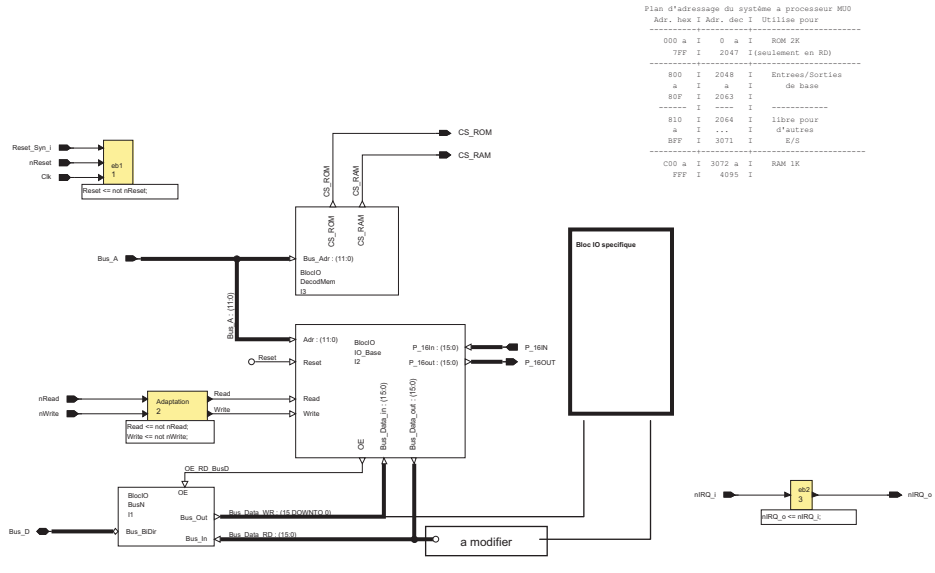 Plan d'adressage du système a processeur MU0
Adr. hex I Adr. dec I Utilise pour
000 a I 0 a I ROM 2K
7FF I 2047 I (seulement en RD)
800 I 2048 I Entrees/Sorties
a I a I de base
80F I 2063 I
------ I ---- I ------------
810 I 2064 I libre pour
a I ... I d'autres
BFF I 3071 I E/S
C00 a I 3072 a I RAM 1K
FFF I 4095 I
CS_ROM
CS_RAM
Reset_Syn_i
nReset
Clk
eb1
1
Reset <= not nReset;
CS_ROM
CS_RAM
CS_ROM
CS_RAM
Bus_A
Bus_Adr : (11:0)
BlocIO
DecodMem
I3
Bloc IO specifique
Bus_A : (11:0)
Adr : (11:0)
BlocIO
IO_Base
I2
P_16In : (15:0)
P_16IN
P_16out : (15:0)
P_16OUT
Reset
Reset
nRead
nWrite
Adaptation
2
Read
Write
Read
Write
Read <= not nRead;
Write <= not nWrite;
OE
Bus_Data_in : (15:0)
Bus_Data_out : (15:0)
OE_RD_BusD
BlocIO
BusN
I1
OE
Bus_Out
Bus_Data_WR : (15 DOWNTO 0)
Bus_D
Bus_BiDir
Bus_In
Bus_Data_RD : (15:0)
a modifier
nIRQ_i
eb2
3
nIRQ_o
nIRQ_o <= nIRQ_i;